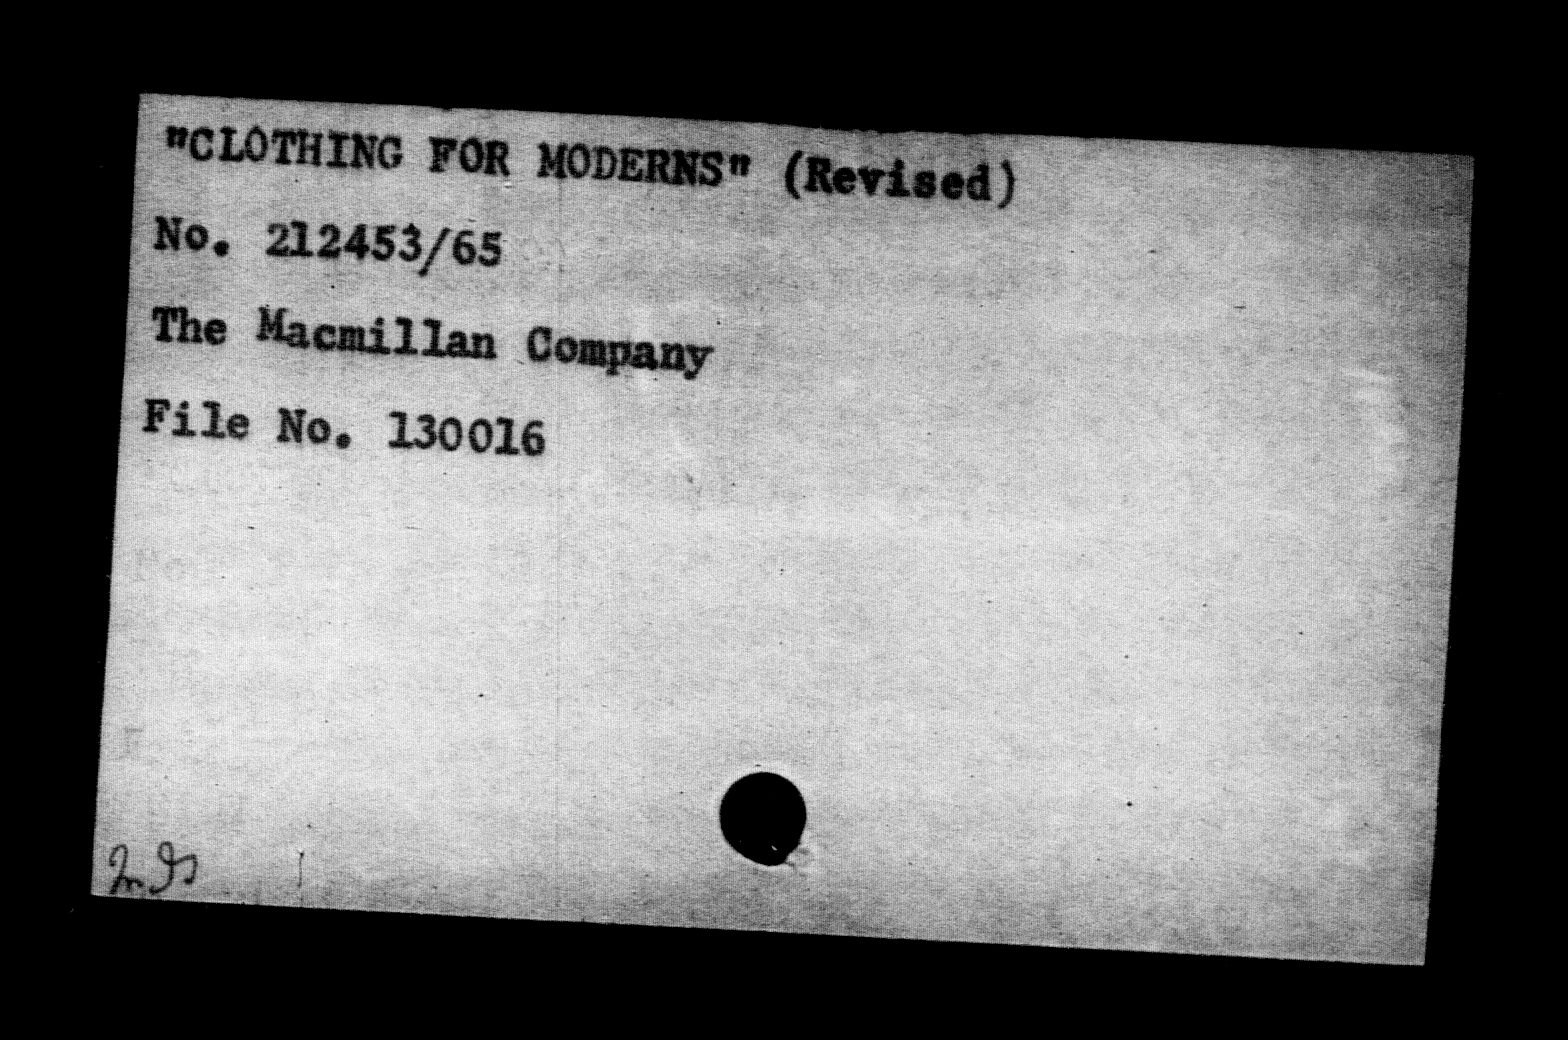 "CLOTHING FOR MODERNS" (Revised)
No. 212453/65
The Macmillan Company
File No. 130016